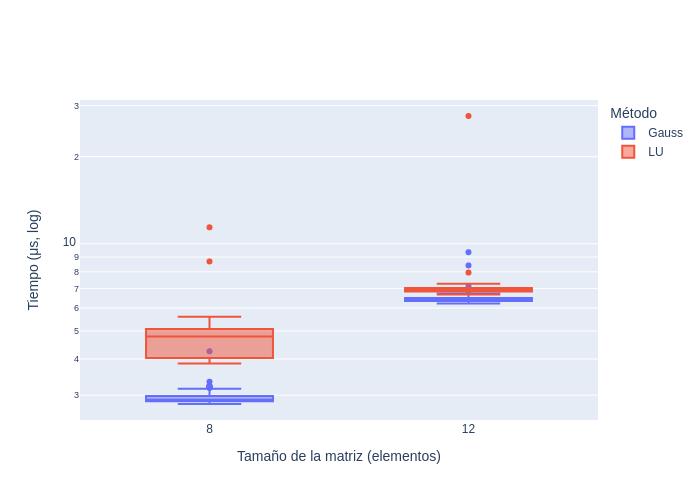 3
2
10
9
8
7
6
5
4
3
8
12
Tamaño de la matriz (elementos)
Tiempo (μs, log)
Método
Gauss
LU